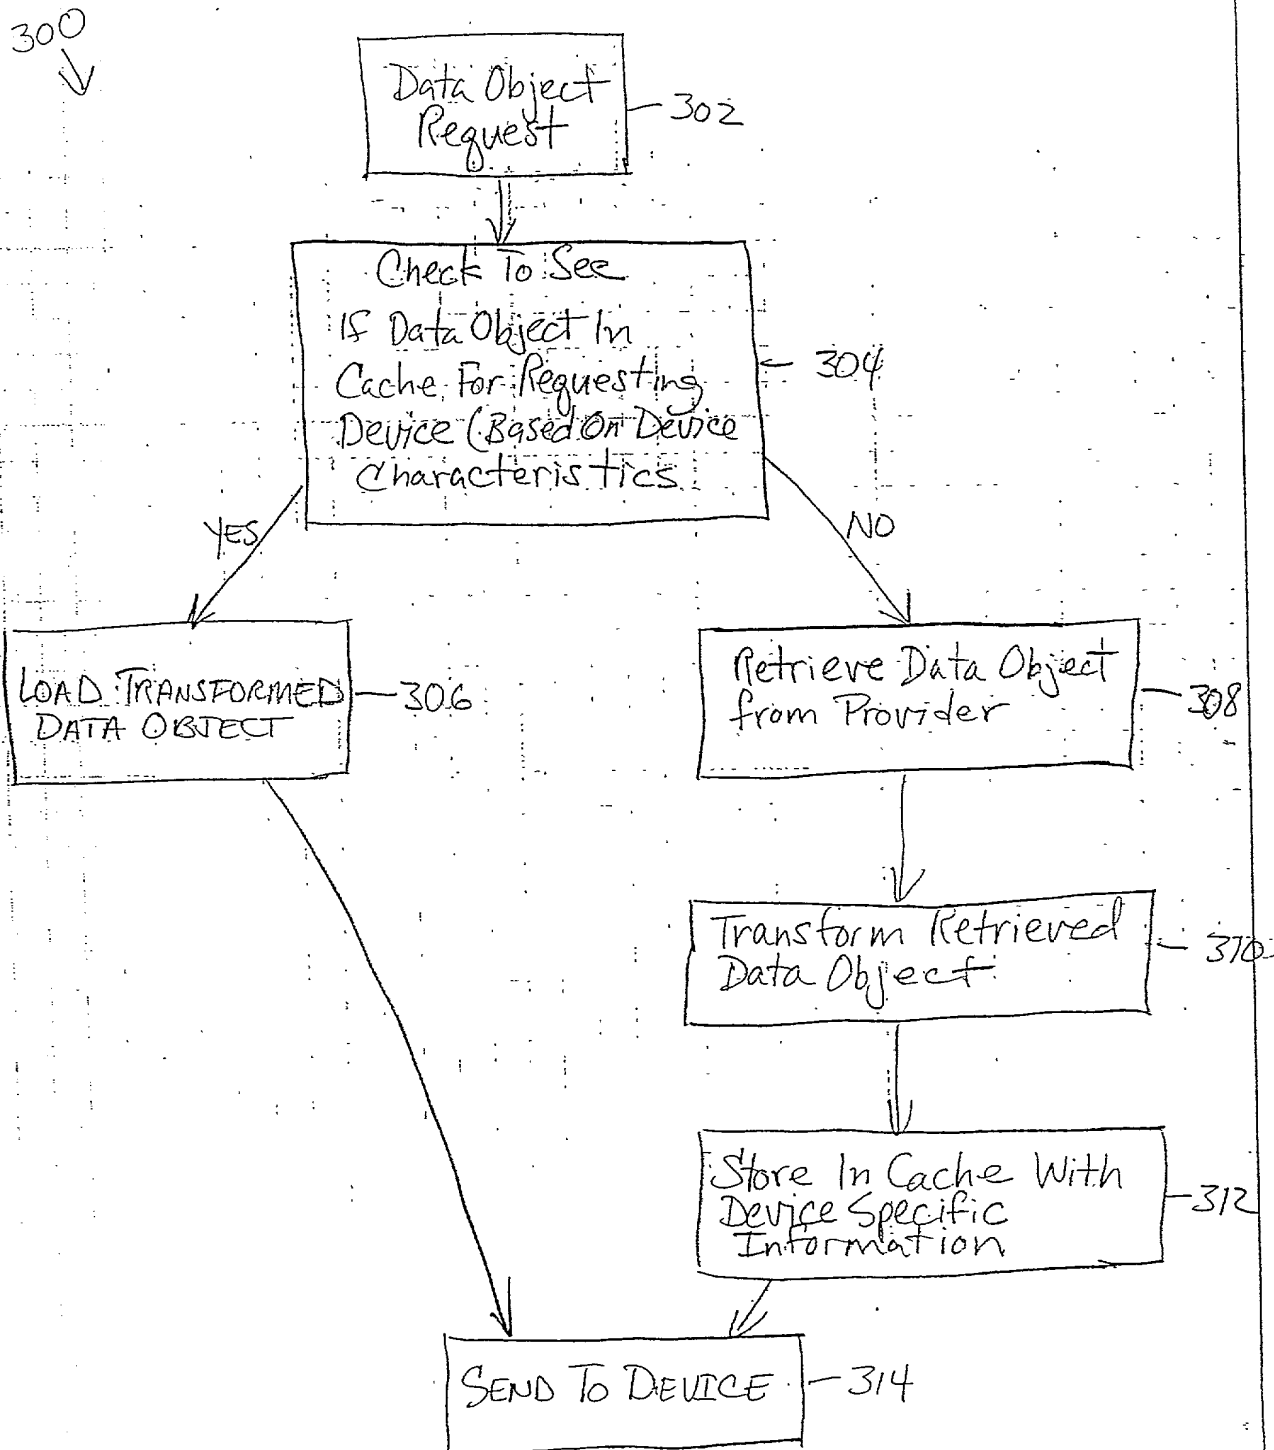 300
Data Object
Request
302
Check To See
If Data Object In
Cache For Requesting
Device (Based On Device
Characteristics
304
YES
NO
LOAD TRANSFORMED
DATA OBJECT
306
Retrieve Data Object
from Provider
308
Transform Retrieved
Data Object
310
Store In Cache With
Device Specific
Information
312
SEND TO DEVICE
314